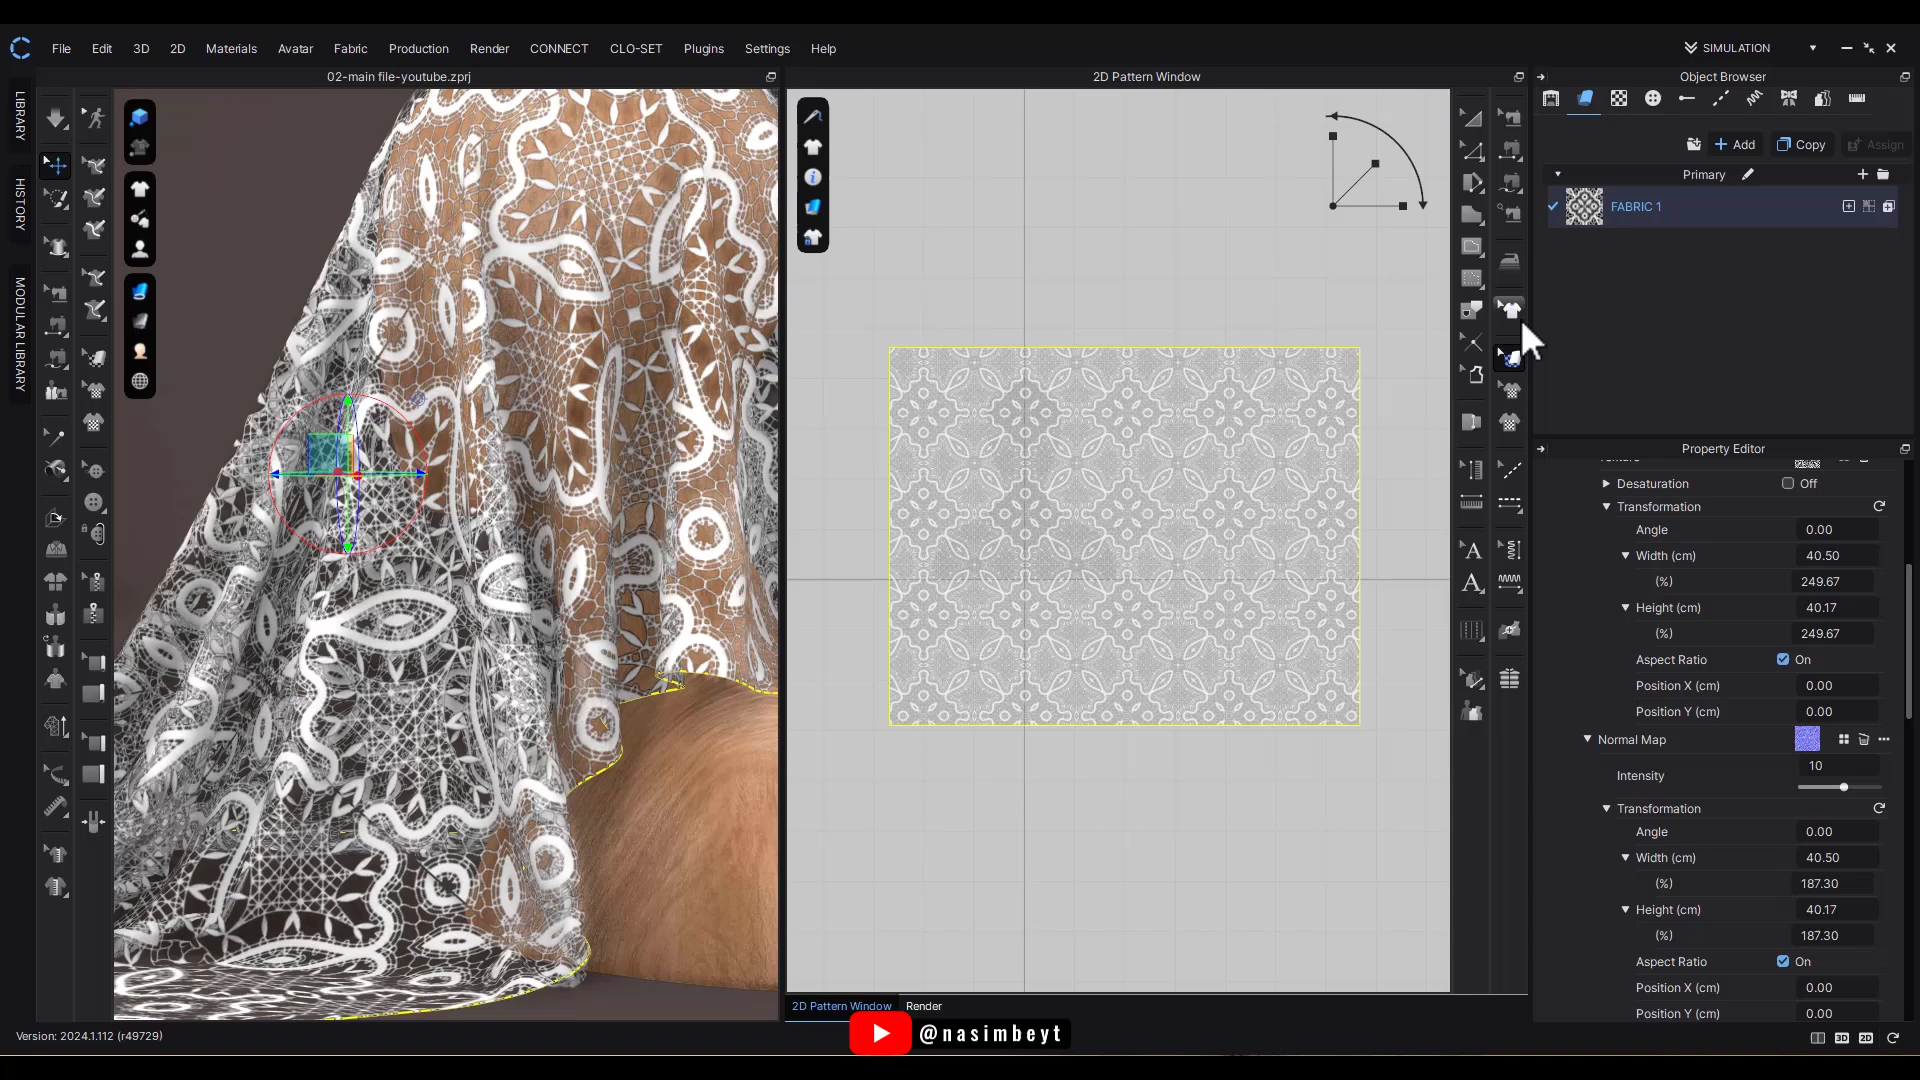 File Edit 3D 2D Materials Avatar Fabric Production Render CONNECT CLO-SET Plugins Settings Help SIMULATION
02-main file-youtube.zprj
2D Pattern Window
Object Browser
LIBRARY
HISTORY
MODULAR LIBRARY
Add Copy Assign
Primary
FABRIC 1
Property Editor
Desaturation Off
Transformation
Angle 0.00
Width (cm) 40.50
(%) 249.67
Height (cm) 40.17
(%) 249.67
Aspect Ratio On
Position X (cm) 0.00
Position Y (cm) 0.00
Normal Map
Intensity 10
Transformation
Angle 0.00
Width (cm) 40.50
(%) 187.30
Height (cm) 40.17
(%) 187.30
Aspect Ratio On
Position X (cm) 0.00
Position Y (cm) 0.00
2D Pattern Window Render
Version: 2024.1.112 (r49729)
@nasimbeyt
3D 2D